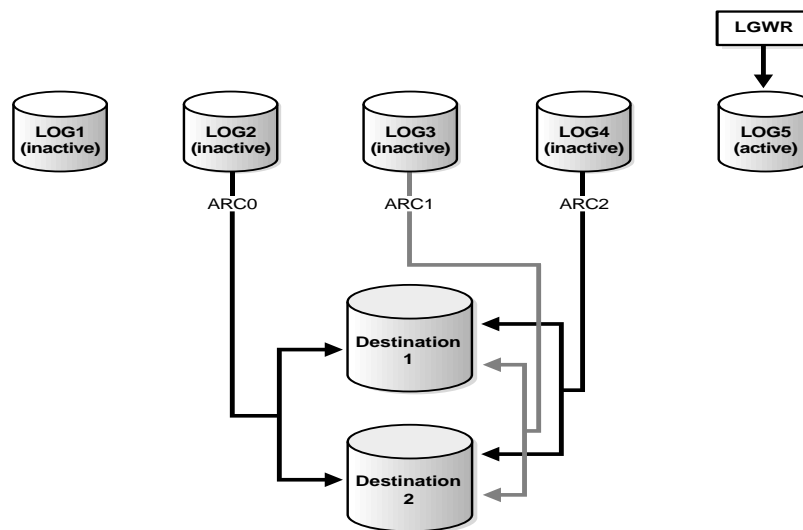 LGWR
LOG1
(inactive)
LOG2
(inactive)
LOG3
(inactive)
LOG4
(inactive)
LOG5
(active)
ARC0
ARC1
ARC2
Destination
1
Destination
2